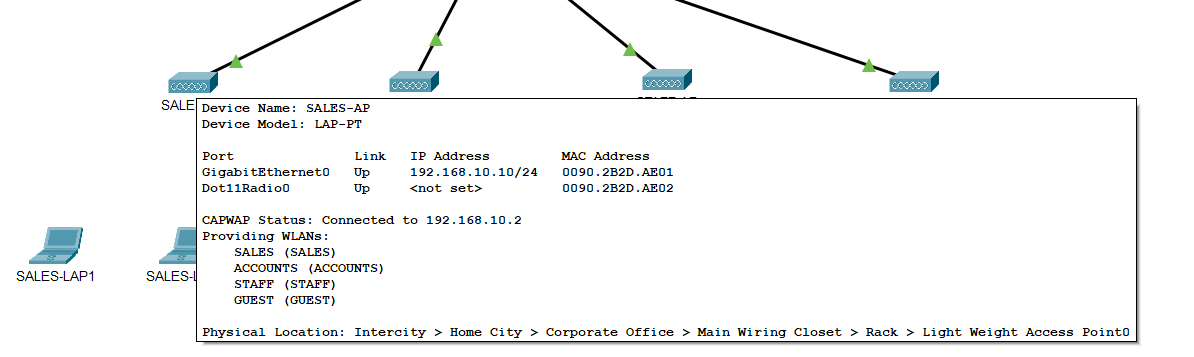 SALE
Device Name: SALES-AP
Device Model: LAP-PT
Port Link IP Address MAC Address
GigabitEthernet0 Up 192.168.10.10/24 0090.2B2D.AE01
Dot11Radio0 Up <not set> 0090.2B2D.AE02
CAPWAP Status: Connected to 192.168.10.2
Providing WLANs:
SALES (SALES)
ACCOUNTS (ACCOUNTS)
STAFF (STAFF)
GUEST (GUEST)
Physical Location: Intercity > Home City > Corporate Office > Main Wiring Closet > Rack > Light Weight Access Point0
SALES-LAP1
SALES-L